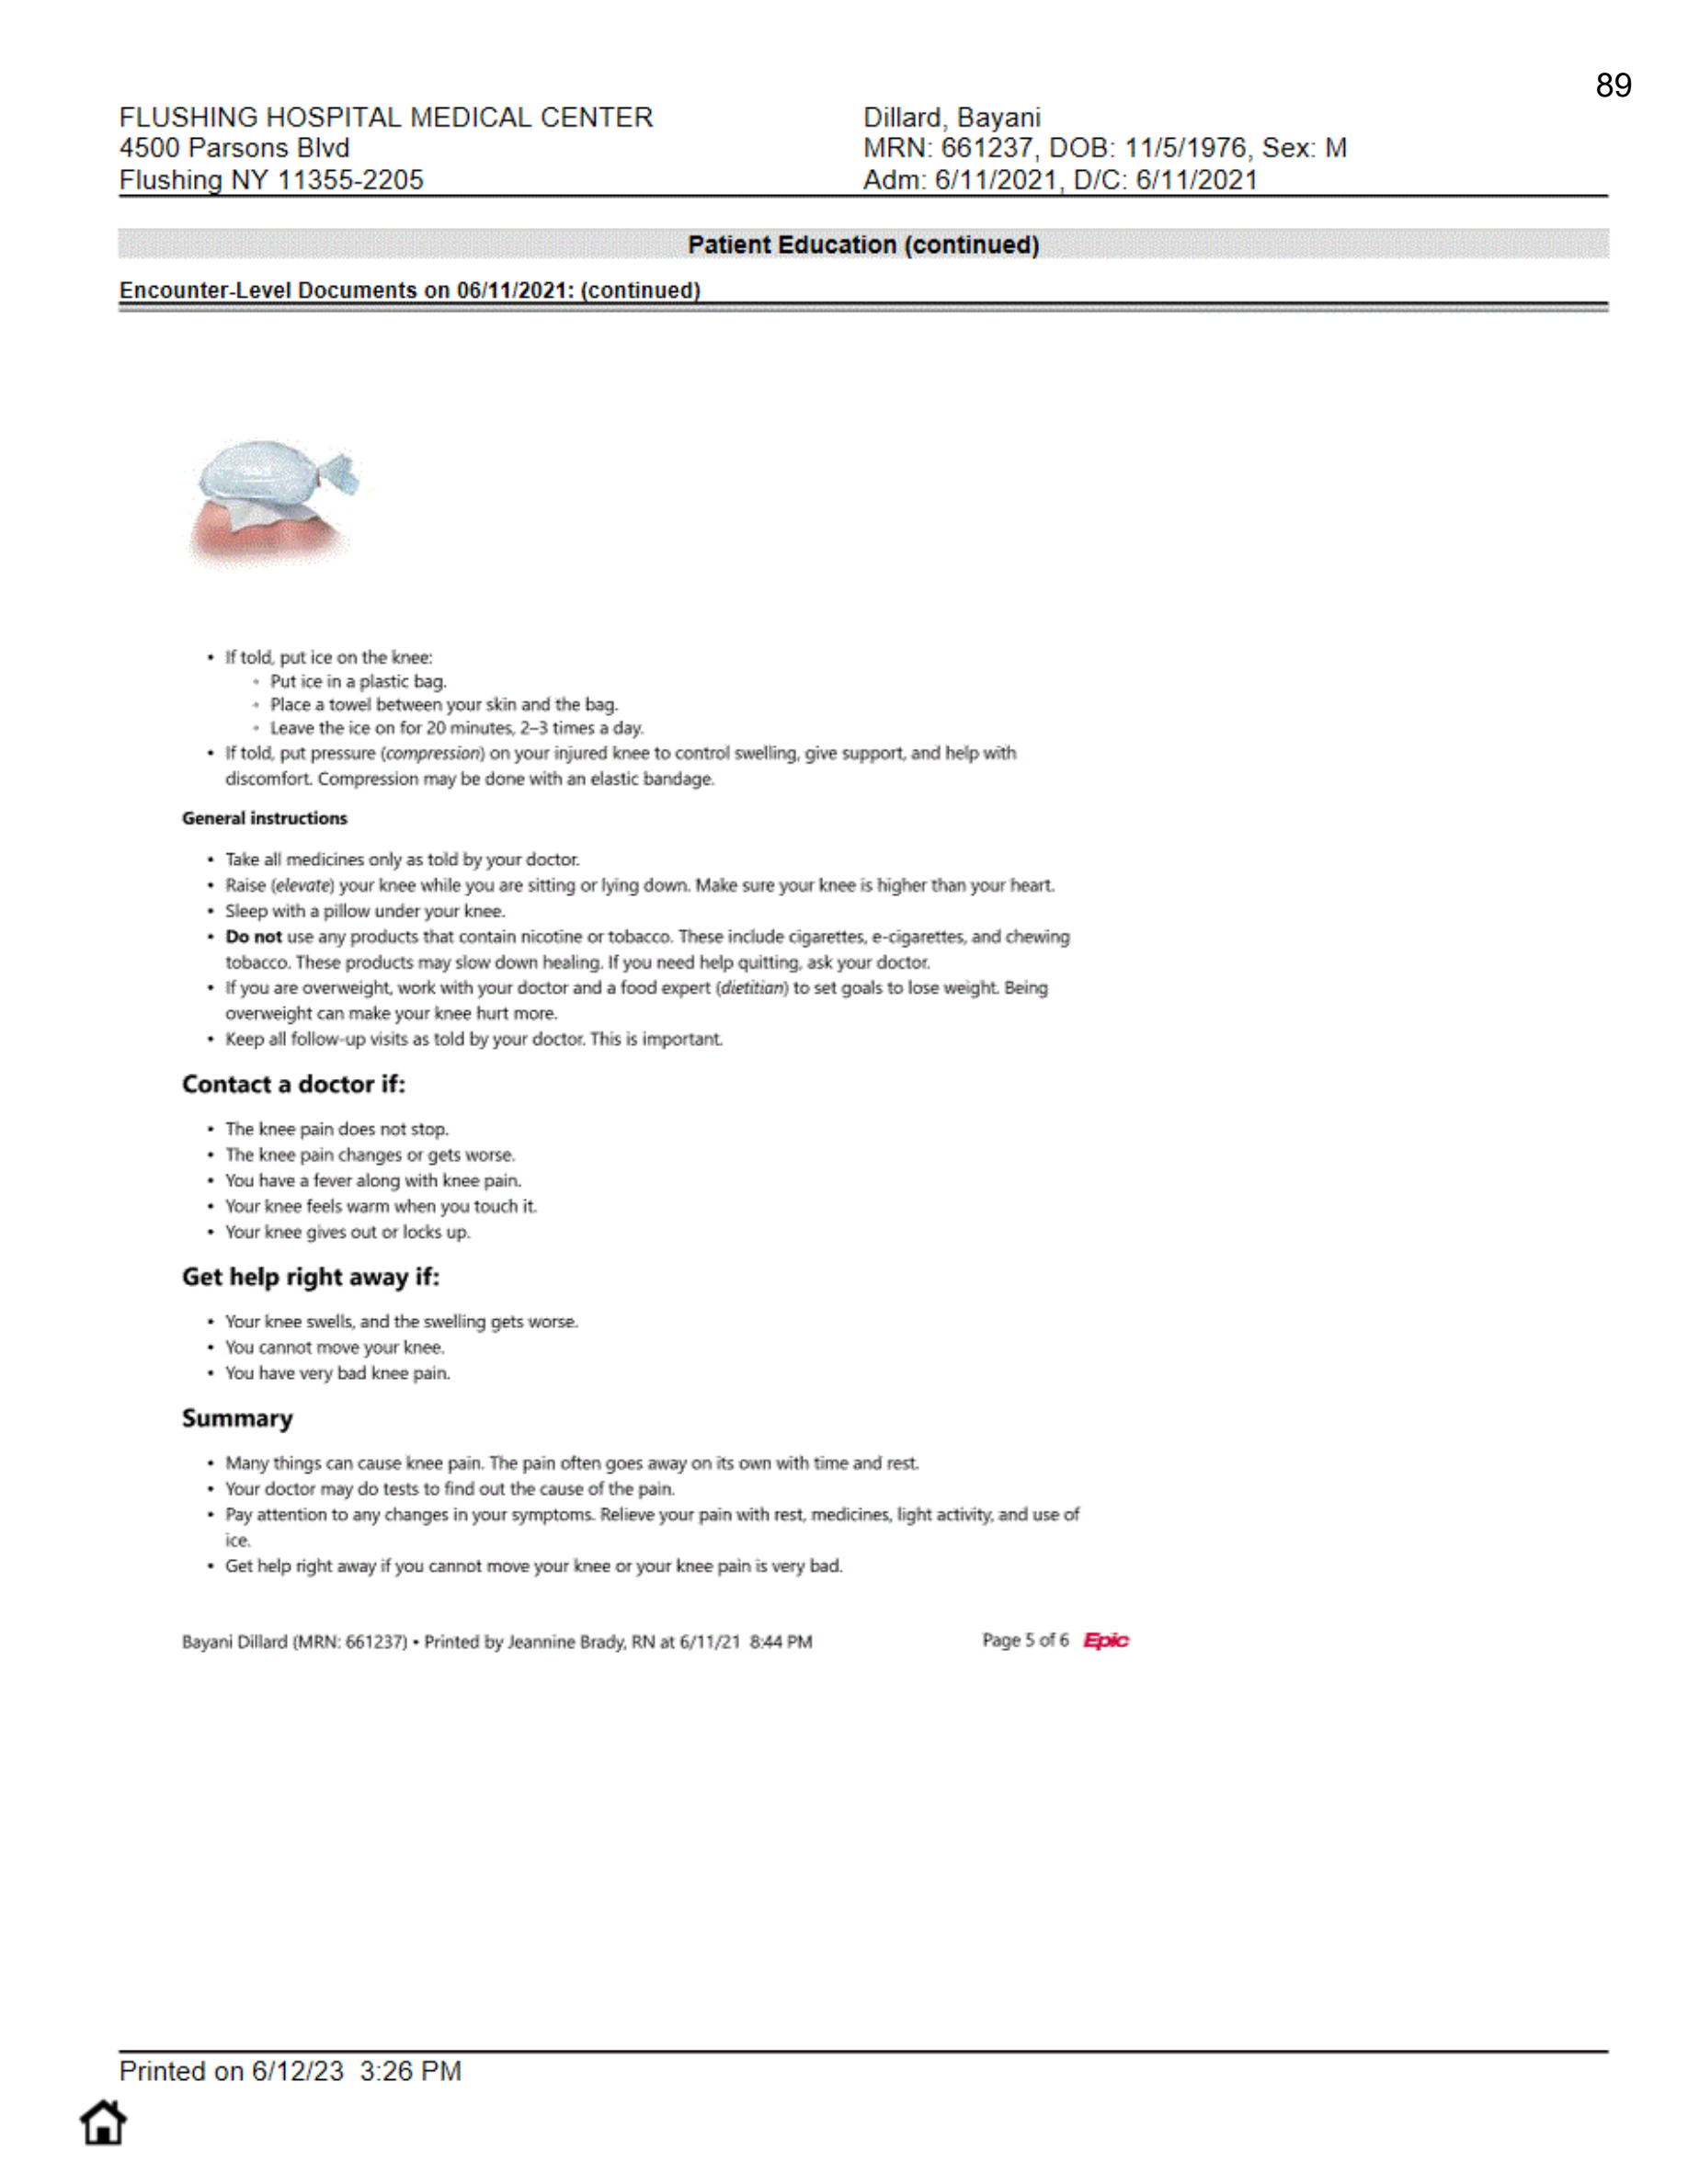 89
FLUSHING HOSPITAL MEDICAL CENTER
4500 Parsons Blvd
Flushing NY 11355-2205
Dillard, Bayani
MRN: 661237, DOB: 11/5/1976, Sex: M
Adm: 6/11/2021, D/C: 6/11/2021
Patient Education (continued)
Encounter-Level Documents on 06/11/2021: (continued)
• If told, put ice on the knee:
◦ Put ice in a plastic bag.
◦ Place a towel between your skin and the bag.
◦ Leave the ice on for 20 minutes, 2–3 times a day.
• If told, put pressure (compression) on your injured knee to control swelling, give support, and help with
discomfort. Compression may be done with an elastic bandage.
General instructions
• Take all medicines only as told by your doctor.
• Raise (elevate) your knee while you are sitting or lying down. Make sure your knee is higher than your heart.
• Sleep with a pillow under your knee.
• Do not use any products that contain nicotine or tobacco. These include cigarettes, e-cigarettes, and chewing
tobacco. These products may slow down healing. If you need help quitting, ask your doctor.
• If you are overweight, work with your doctor and a food expert (dietitian) to set goals to lose weight. Being
overweight can make your knee hurt more.
• Keep all follow-up visits as told by your doctor. This is important.
Contact a doctor if:
• The knee pain does not stop.
• The knee pain changes or gets worse.
• You have a fever along with knee pain.
• Your knee feels warm when you touch it.
• Your knee gives out or locks up.
Get help right away if:
• Your knee swells, and the swelling gets worse.
• You cannot move your knee.
• You have very bad knee pain.
Summary
• Many things can cause knee pain. The pain often goes away on its own with time and rest.
• Your doctor may do tests to find out the cause of the pain.
• Pay attention to any changes in your symptoms. Relieve your pain with rest, medicines, light activity, and use of
ice.
• Get help right away if you cannot move your knee or your knee pain is very bad.
Bayani Dillard (MRN: 661237) • Printed by Jeannine Brady, RN at 6/11/21 8:44 PM
Page 5 of 6 Epic
Printed on 6/12/23 3:26 PM